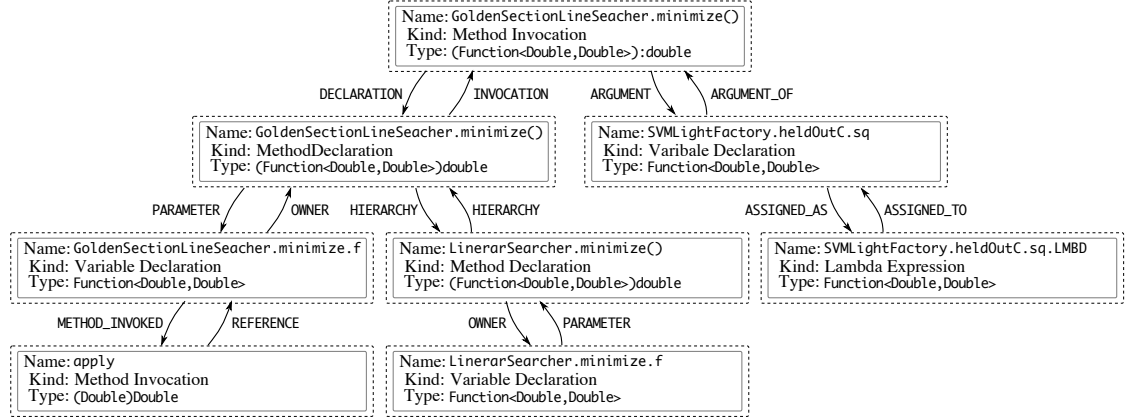 Name: GoldenSectionLineSeacher.minimize()
Kind: Method Invocation
Type: (Function<Double,Double>):double
DECLARATION INVOCATION ARGUMENT ARGUMENT_OF
Name: GoldenSectionLineSeacher.minimize()
Kind: MethodDeclaration
Type: (Function<Double,Double>)double
Name: SVMLightFactory.heldOutC.sq
Kind: Varibale Declaration
Type: Function<Double,Double>
PARAMETER OWNER HIERARCHY HIERARCHY ASSIGNED_AS ASSIGNED_TO
Name: GoldenSectionLineSeacher.minimize.f
Kind: Variable Declaration
Type: Function<Double,Double>
Name: LinerarSearcher.minimize()
Kind: Method Declaration
Type: (Function<Double,Double>)double
Name: SVMLightFactory.heldOutC.sq.LMBD
Kind: Lambda Expression
Type: Function<Double,Double>
METHOD_INVOKED REFERENCE OWNER PARAMETER
Name: apply
Kind: Method Invocation
Type: (Double)Double
Name: LinerarSearcher.minimize.f
Kind: Variable Declaration
Type: Function<Double,Double>